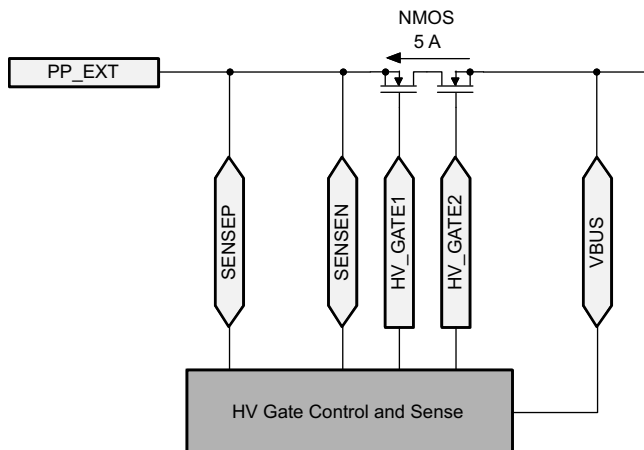 NMOS
5 A
PP_EXT
SENSEP
SENSEN
HV_GATE1
HV_GATE2
VBUS
HV Gate Control and Sense